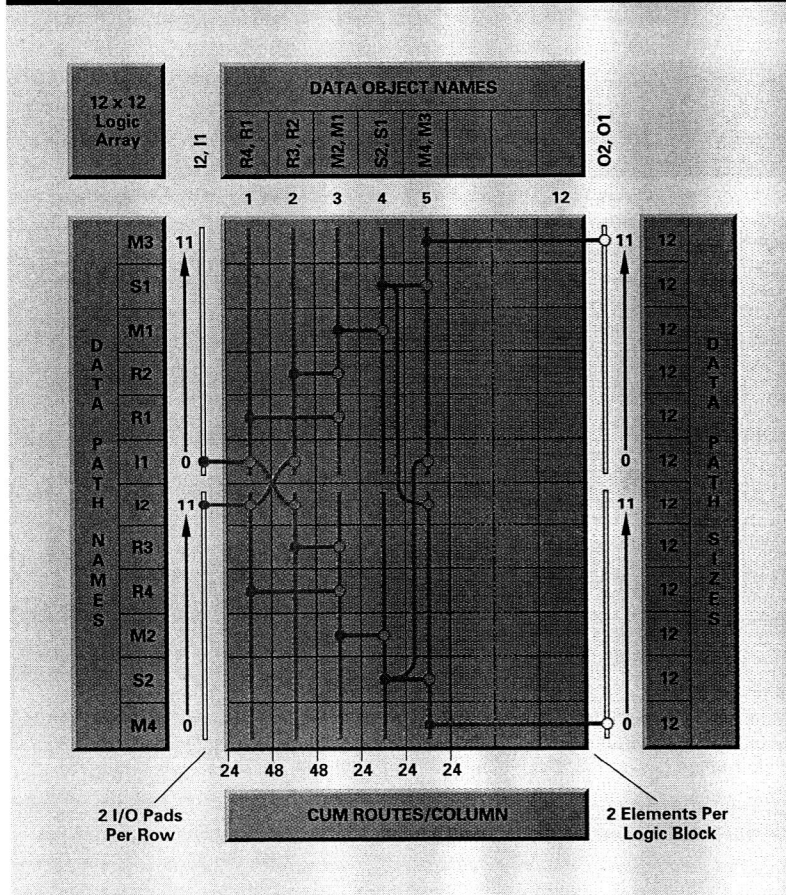 12 x 12
Logic
Array
I2, I1
DATA OBJECT NAMES
R4, R1
R3, R2
M2, M1
S2, S1
M4, M3
O2, O1
1 2 3 4 5 12
DATA PATH NAMES
M3 11 11 12
S1 12
M1 12
R2 12
R1 12
I1 0 0 12
I2 11 11 12
R3 12
R4 12
M2 12
S2 12
M4 0 0 12
DATA PATH SIZES
24 48 48 24 24 24
2 I/O Pads
Per Row
CUM ROUTES/COLUMN
2 Elements Per
Logic Block